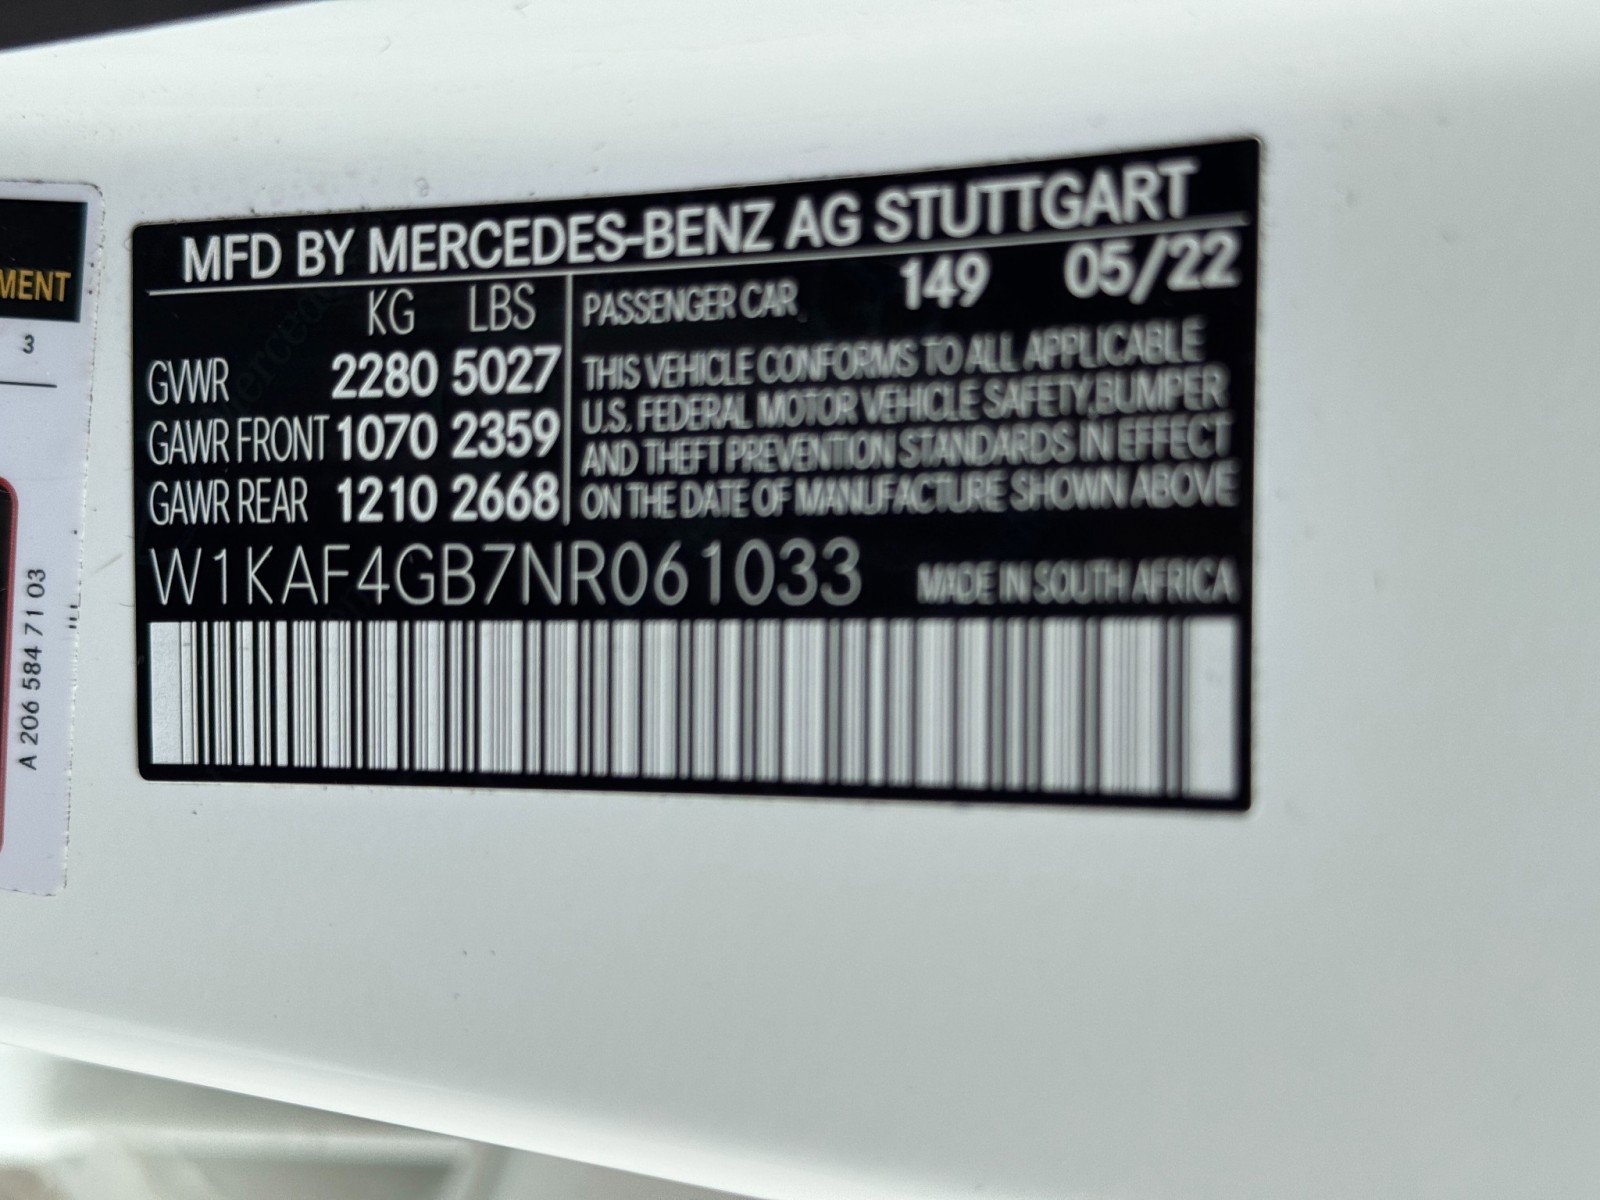 MENT
3
A 206 584 71 03
MFD BY MERCEDES-BENZ AG STUTTGART
KG LBS
PASSENGER CAR 149 05/22
GVWR 2280 5027
GAWR FRONT 1070 2359
GAWR REAR 1210 2668
THIS VEHICLE CONFORMS TO ALL APPLICABLE
U.S. FEDERAL MOTOR VEHICLE SAFETY,BUMPER
AND THEFT PREVENTION STANDARDS IN EFFECT
ON THE DATE OF MANUFACTURE SHOWN ABOVE
W1KAF4GB7NR061033
MADE IN SOUTH AFRICA